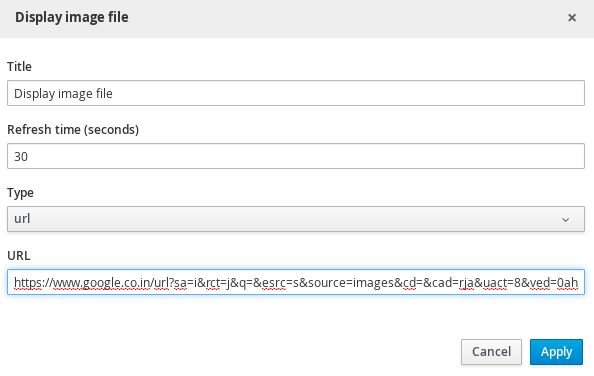 Display image file ×
Title
Display image file
Refresh time (seconds)
30
Type
url
URL
https://www.google.co.in/url?sa=i&rct=j&q=&esrc=s&source=images&cd=&cad=rja&uact=8&ved=0ah
Cancel Apply